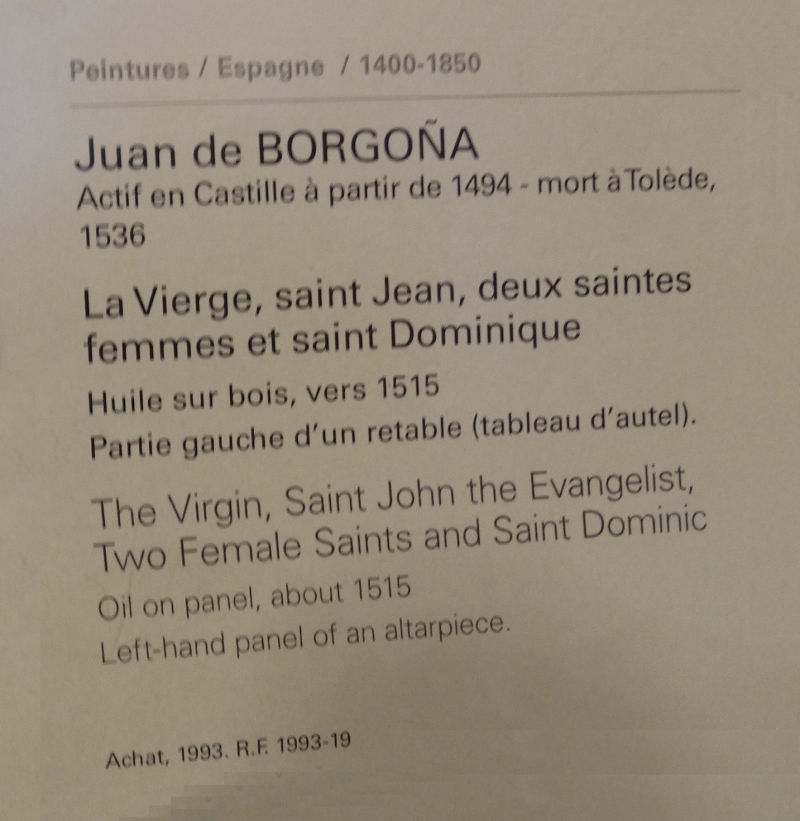 Peintures / Espagne / 1400-1850
Juan de BORGOÑA
Actif en Castille à partir de 1494 - mort à Tolède,
1536
La Vierge, saint Jean, deux saintes
femmes et saint Dominique
Huile sur bois, vers 1515
Partie gauche d'un retable (tableau d'autel).
The Virgin, Saint John the Evangelist,
Two Female Saints and Saint Dominic
Oil on panel, about 1515
Left-hand panel of an altarpiece.
Achat, 1993. R.F. 1993-19